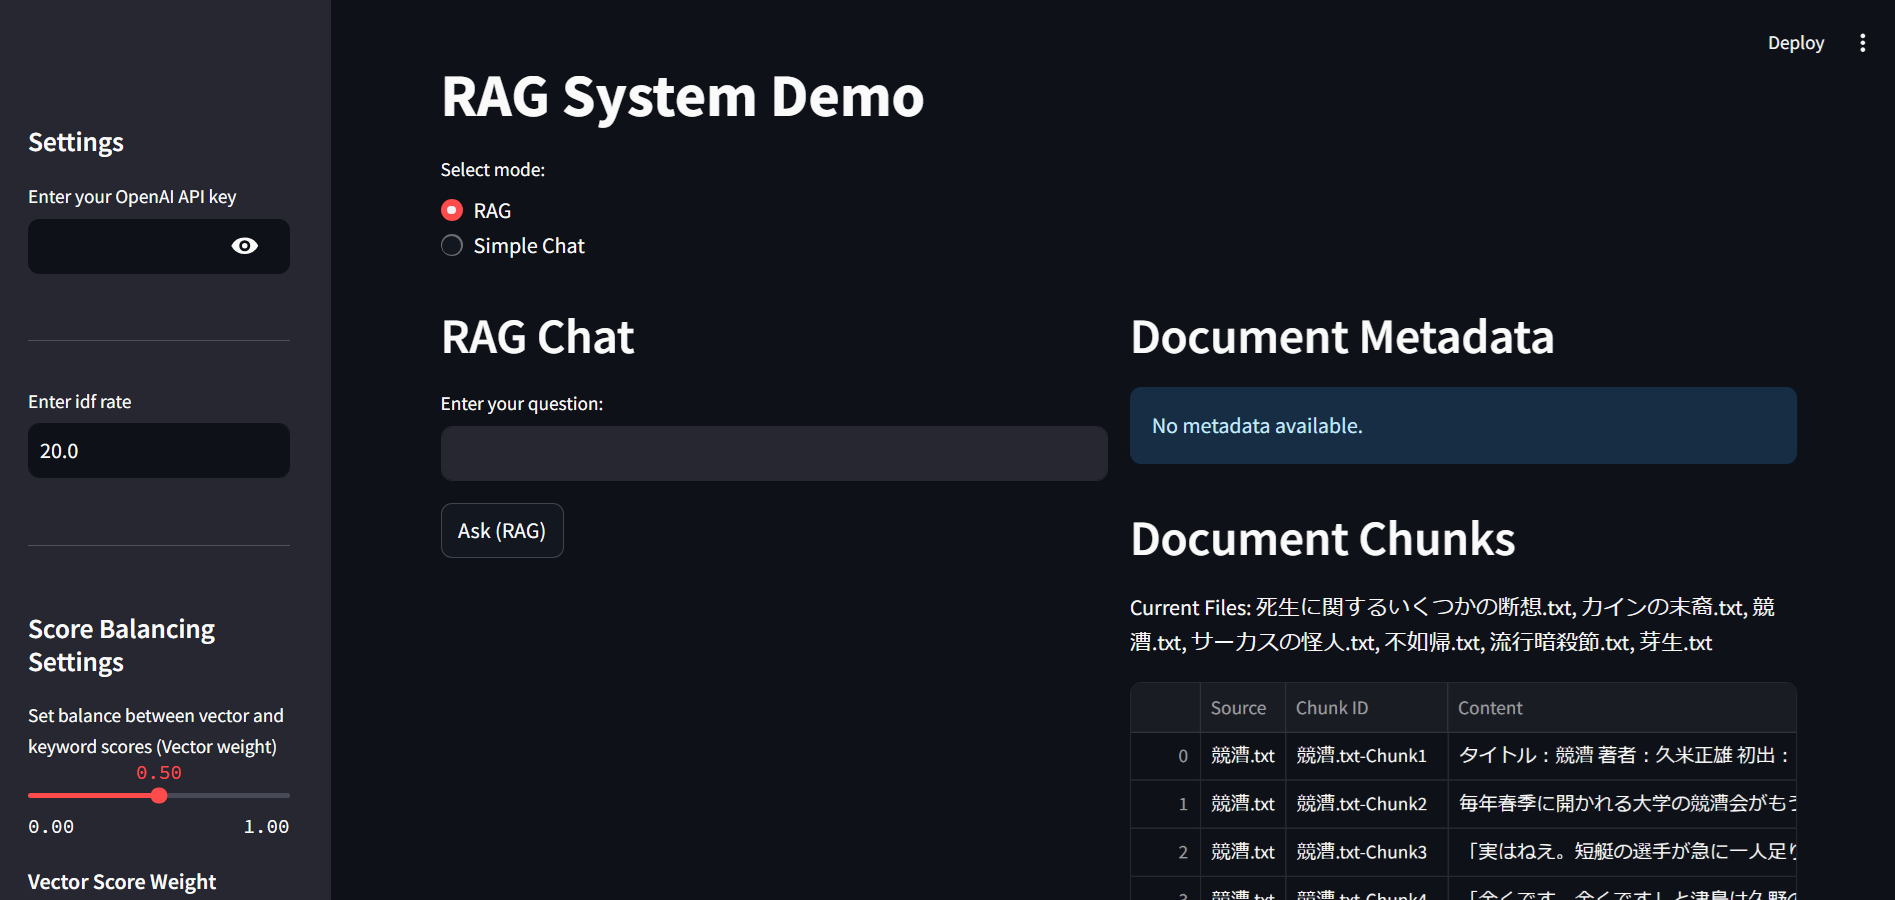 Deploy
Settings
Enter your OpenAI API key
Enter idf rate
20.0
Score Balancing
Settings
Set balance between vector and
keyword scores (Vector weight)
0.50
0.00 1.00
Vector Score Weight
RAG System Demo
Select mode:
RAG
Simple Chat
RAG Chat
Enter your question:
Ask (RAG)
Document Metadata
No metadata available.
Document Chunks
Current Files: 死生に関するいくつかの断想.txt, カインの末裔.txt, 競
漕.txt, サーカスの怪人.txt, 不如帰.txt, 流行暗殺節.txt, 芽生.txt
Source Chunk ID Content
0 競漕.txt 競漕.txt-Chunk1 タイトル：競漕 著者：久米正雄 初出：
1 競漕.txt 競漕.txt-Chunk2 毎年春季に開かれる大学の競漕会がもう
2 競漕.txt 競漕.txt-Chunk3 「実はねえ。短艇の選手が急に一人足り
3 競漕.txt 競漕.txt-Chunk4